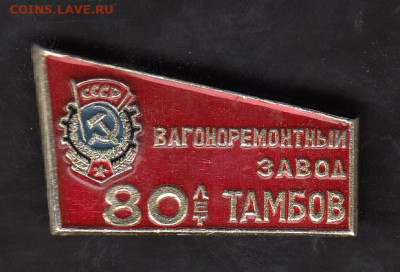 COINS.LAVE.RU
СССР
ВАГОНОРЕМОНТНЫЙ
ЗАВОД
80 ЛЕТ ТАМБОВ